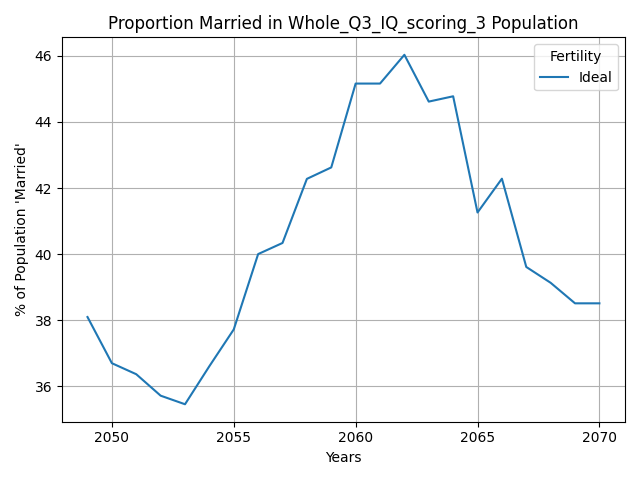 Proportion Married in Whole_Q3_IQ_scoring_3 Population
% of Population 'Married'
46
44
42
40
38
36
Fertility
Ideal
2050 2055 2060 2065 2070
Years